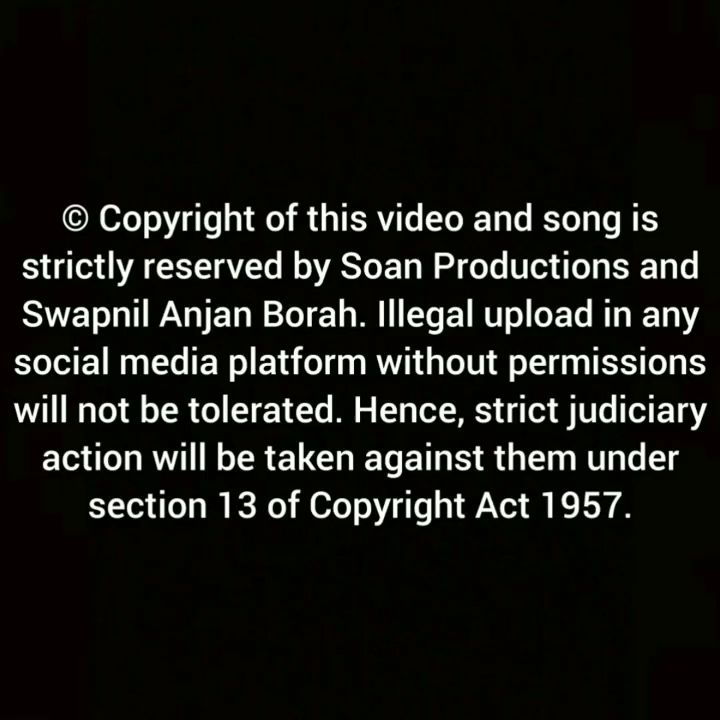 © Copyright of this video and song is
strictly reserved by Soan Productions and
Swapnil Anjan Borah. Illegal upload in any
social media platform without permissions
will not be tolerated. Hence, strict judiciary
action will be taken against them under
section 13 of Copyright Act 1957.